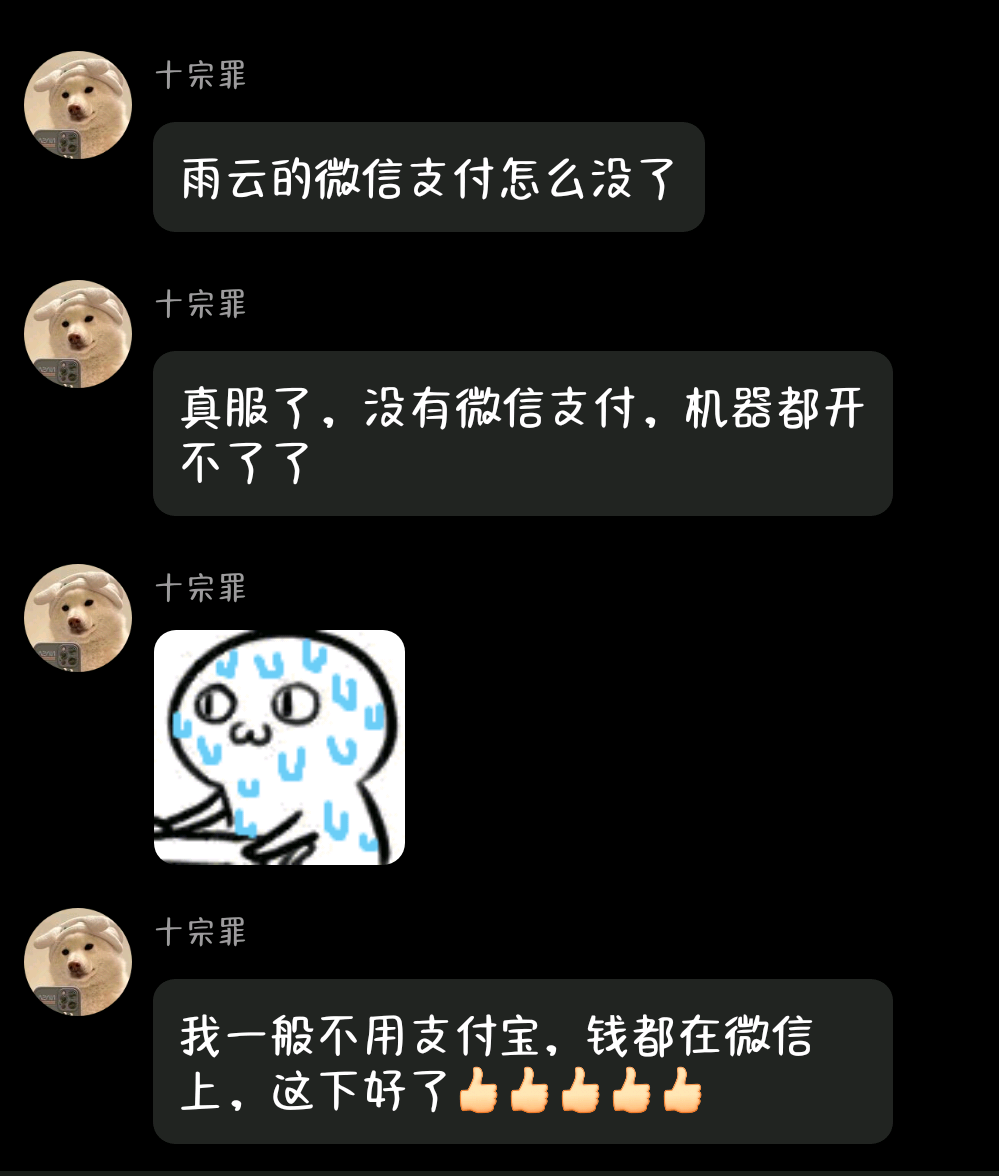 十宗罪
雨云的微信支付怎么没了
十宗罪
真服了，没有微信支付，机器都开
不了了
十宗罪
十宗罪
我一般不用支付宝，钱都在微信
上，这下好了👍👍👍👍👍